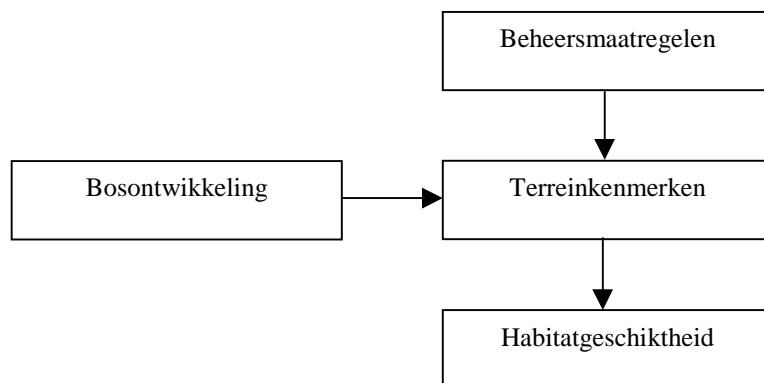 Beheersmaatregelen
Bosontwikkeling
Terreinkenmerken
Habitatgeschiktheid